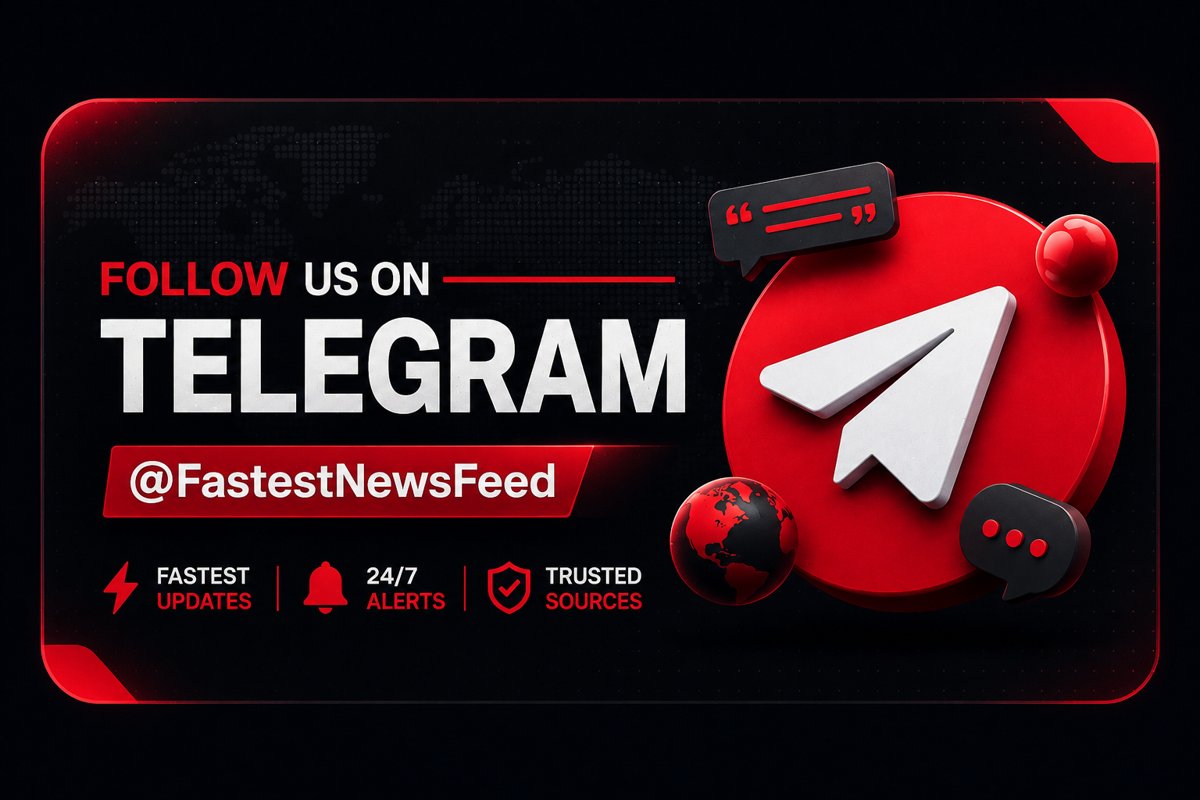 FOLLOW US ON
TELEGRAM
@FastestNewsFeed
FASTEST
UPDATES
24/7
ALERTS
TRUSTED
SOURCES